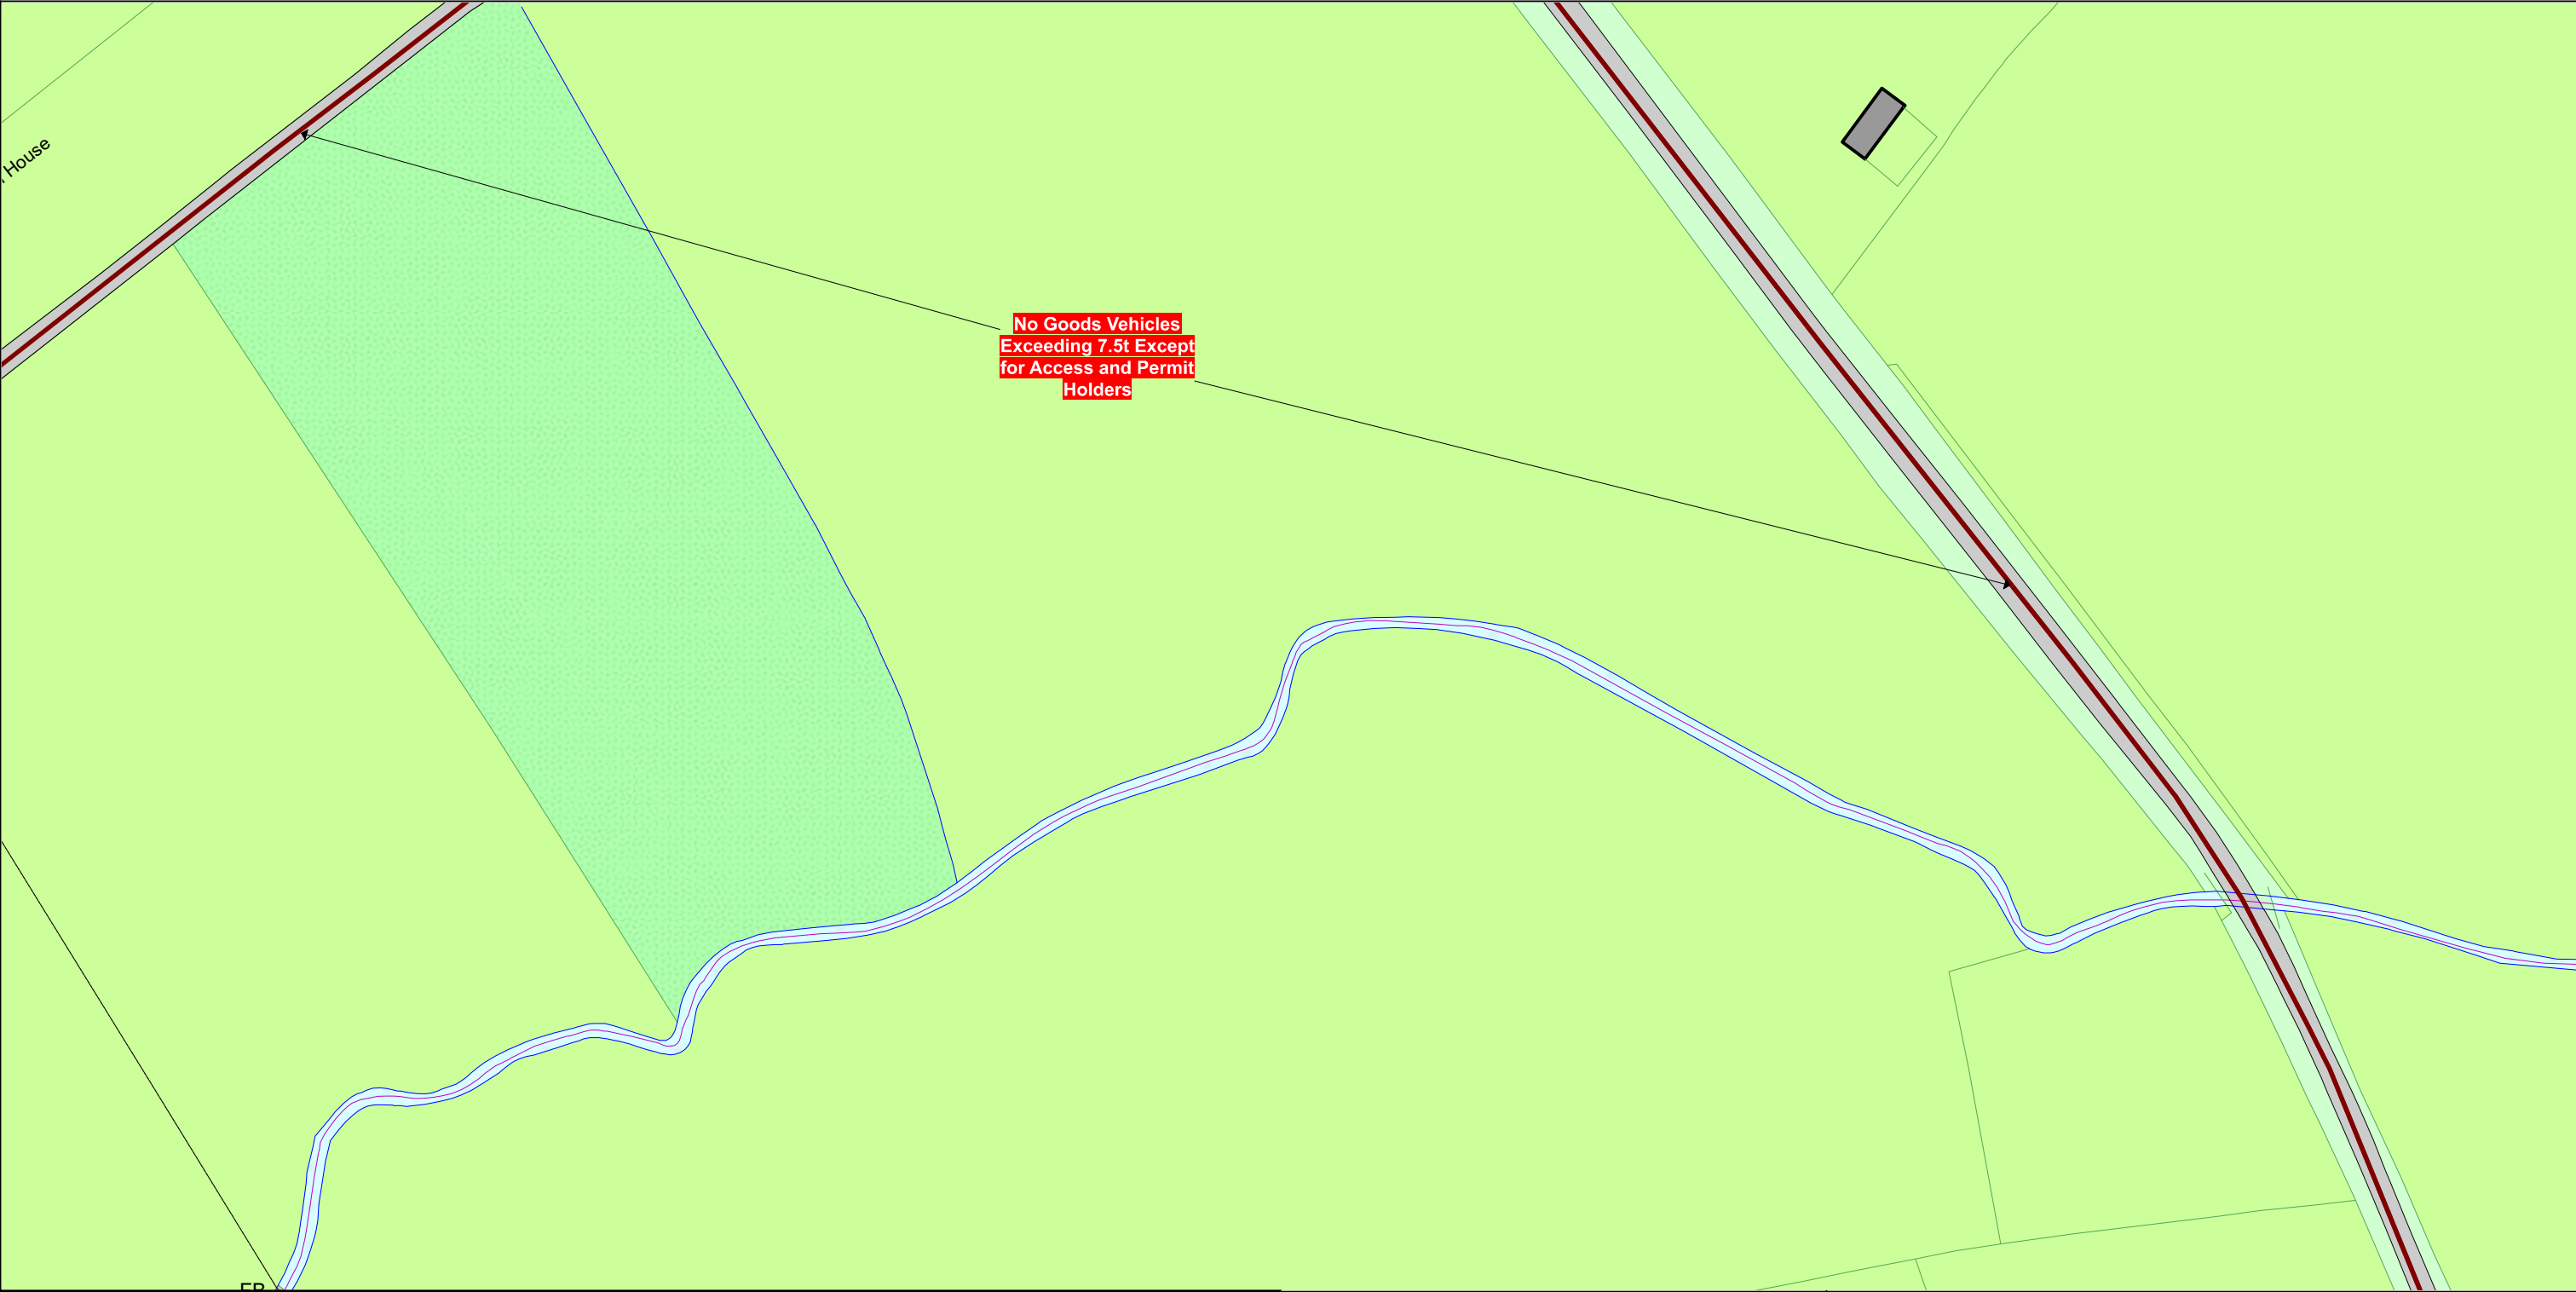 House
No Goods Vehicles
Exceeding 7.5t Except
for Access and Permit
Holders